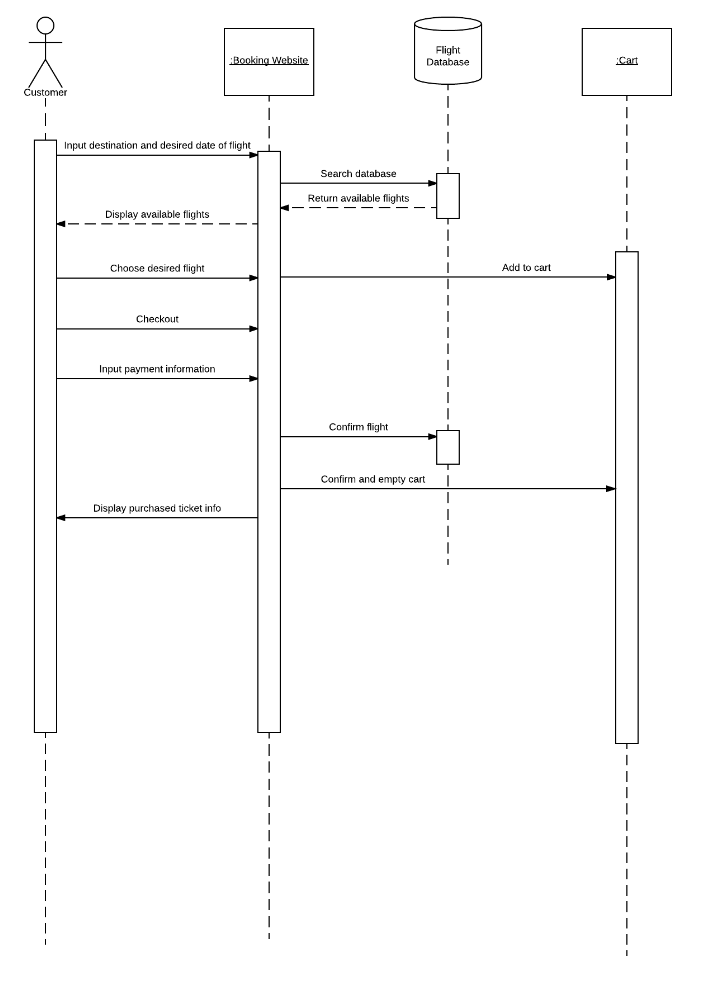 Flight
:Booking Website
Database
:Cart
Customer
Input destination and desired date of flight
Search database
Return available flights
Display available flights
Choose desired flight
Add to cart
Checkout
Input payment information
Confirm flight
Confirm and empty cart
Display purchased ticket info